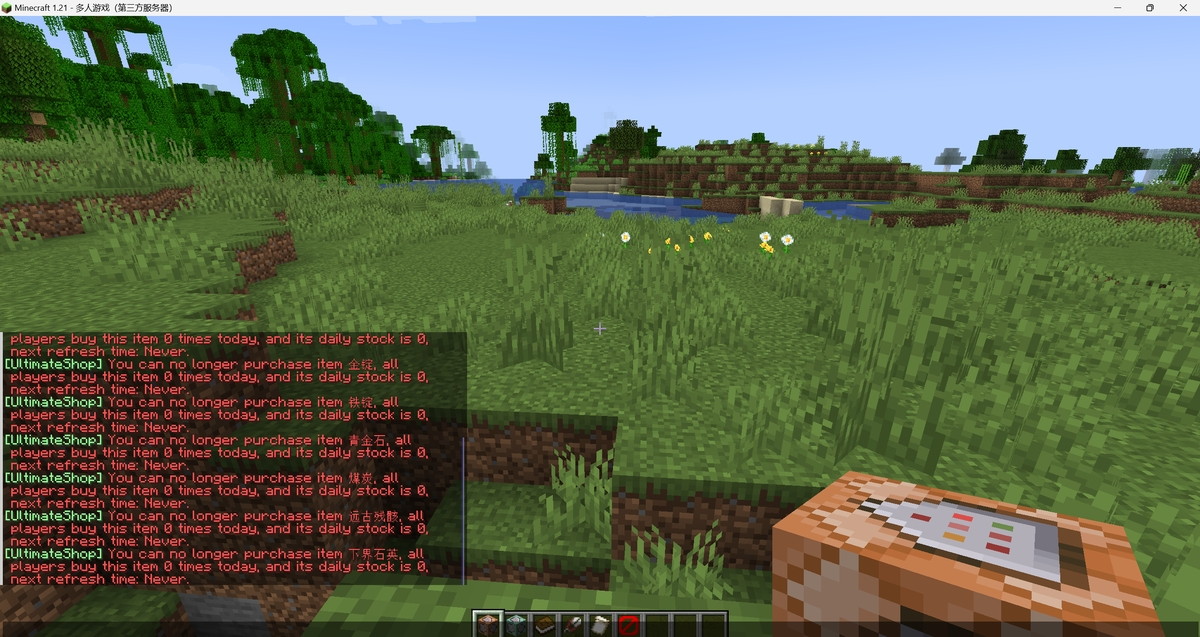 Minecraft 1.21 - 多人游戏（第三方服务器）
players buy this item 0 times today, and its daily stock is 0,
next refresh time: Never.
[UltimateShop] You can no longer purchase item 金锭, all
players buy this item 0 times today, and its daily stock is 0,
next refresh time: Never.
[UltimateShop] You can no longer purchase item 铁锭, all
players buy this item 0 times today, and its daily stock is 0,
next refresh time: Never.
[UltimateShop] You can no longer purchase item 青金石, all
players buy this item 0 times today, and its daily stock is 0,
next refresh time: Never.
[UltimateShop] You can no longer purchase item 煤炭, all
players buy this item 0 times today, and its daily stock is 0,
next refresh time: Never.
[UltimateShop] You can no longer purchase item 远古残骸, all
players buy this item 0 times today, and its daily stock is 0,
next refresh time: Never.
[UltimateShop] You can no longer purchase item 下界石英, all
players buy this item 0 times today, and its daily stock is 0,
next refresh time: Never.